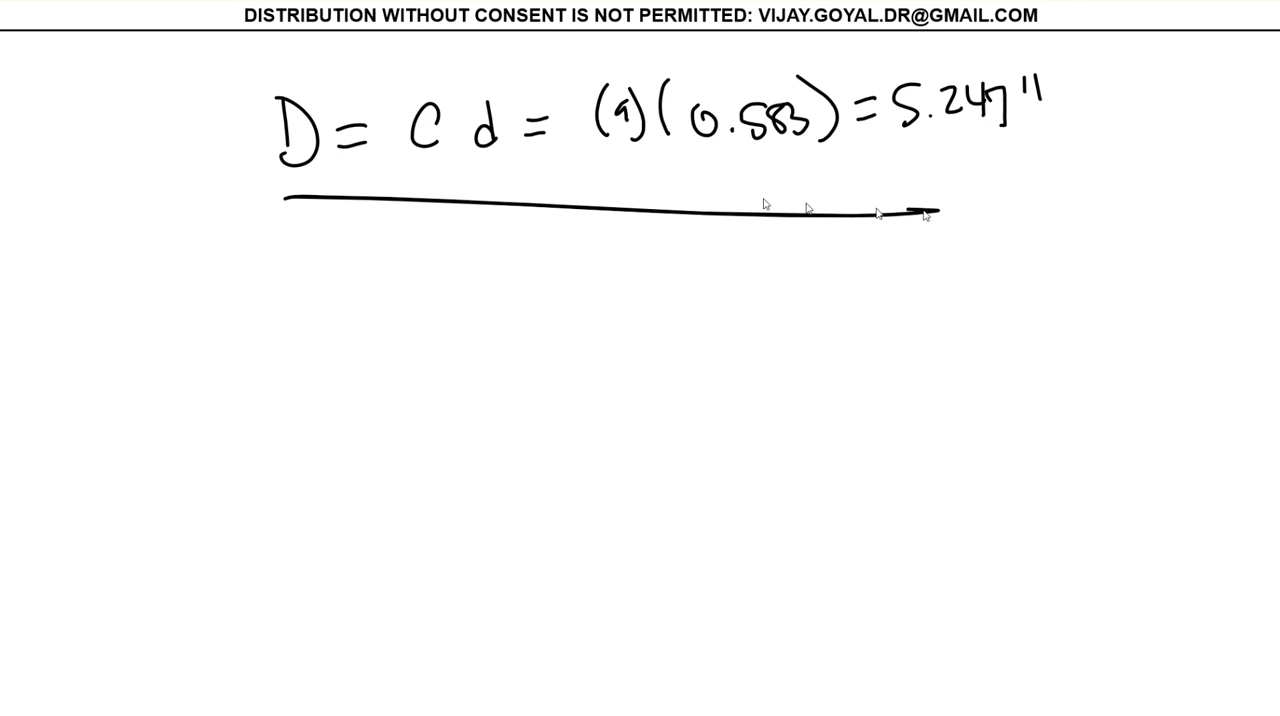 DISTRIBUTION WITHOUT CONSENT IS NOT PERMITTED: VIJAY.GOYAL.DR@GMAIL.COM
D = C d = (9)(0.583) = 5.247"